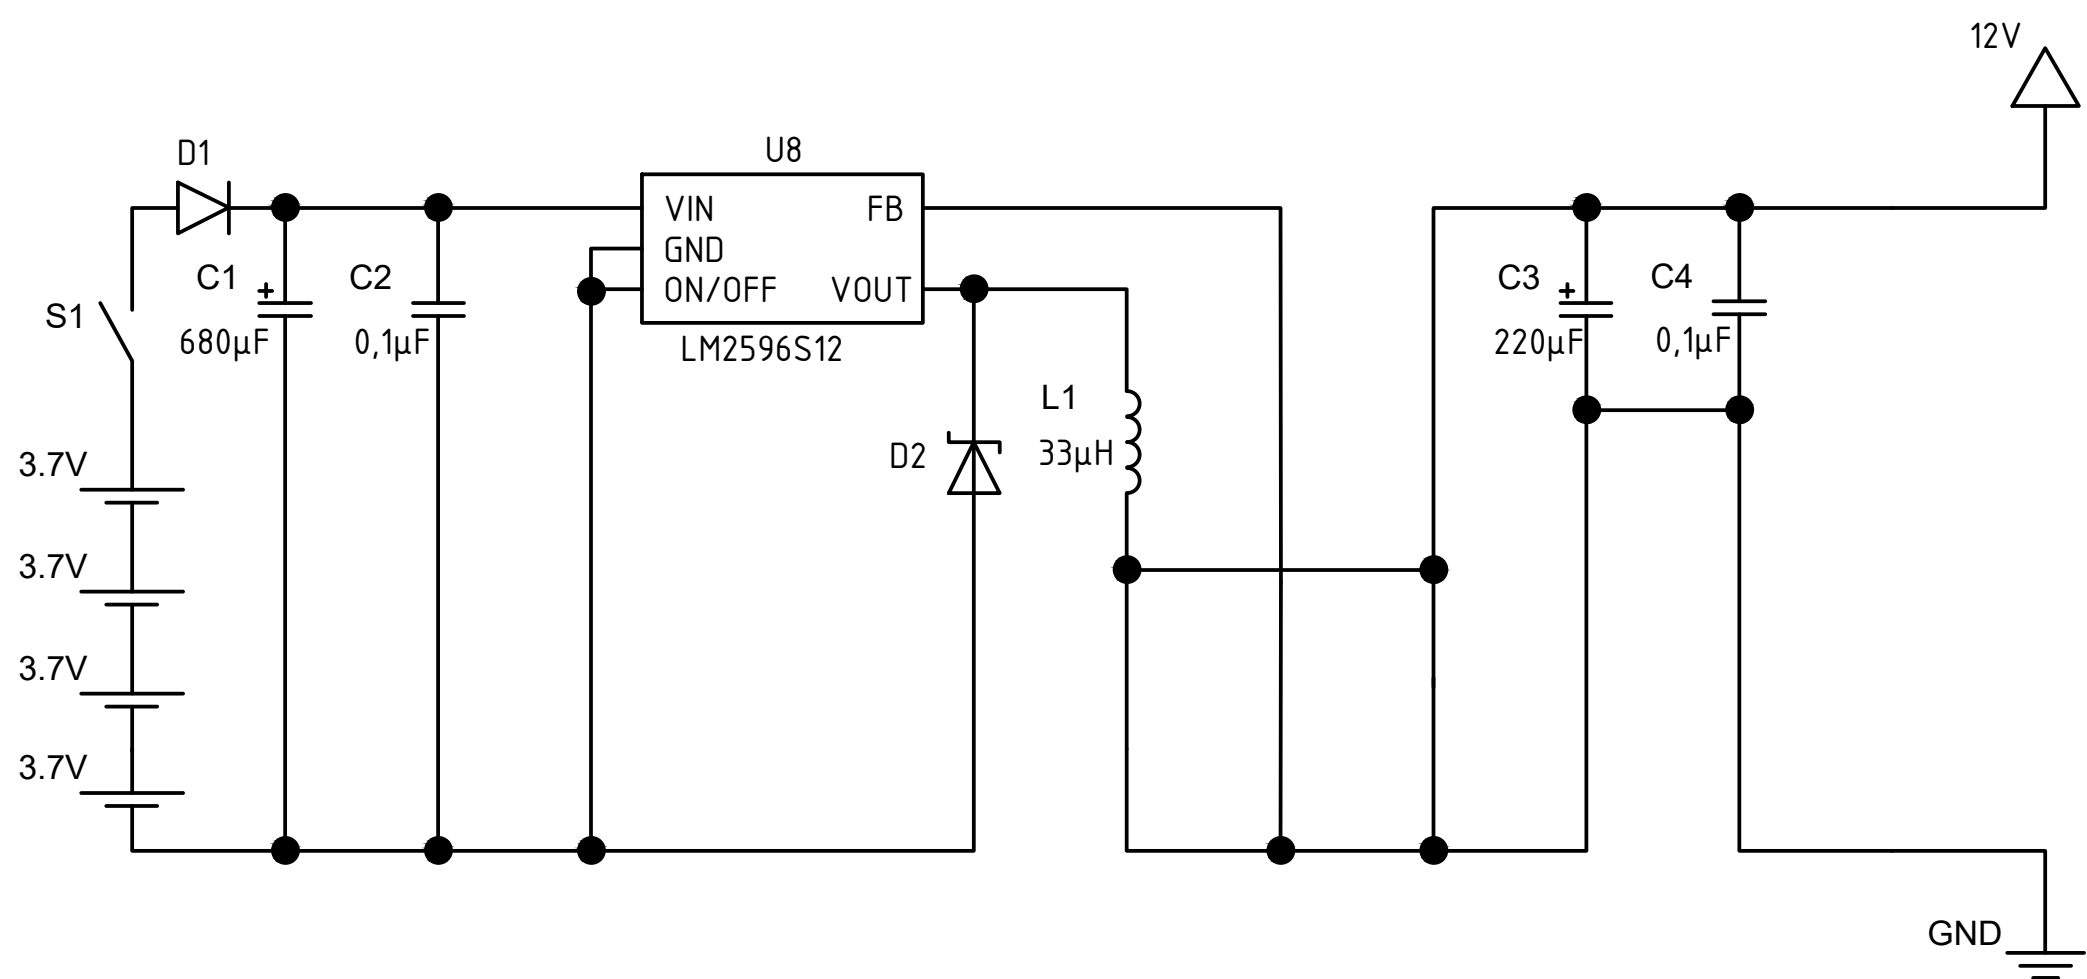 12V
D1
U8
VIN
FB
GND
ON/OFF
VOUT
LM2596S12
C1
+
680µF
C2
0,1µF
S1
C3
+
220µF
C4
0,1µF
L1
33µH
D2
3.7V
3.7V
3.7V
3.7V
GND